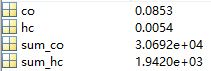 co 0.0853
hc 0.0054
sum_co 3.0692e+04
sum_hc 1.9420e+03